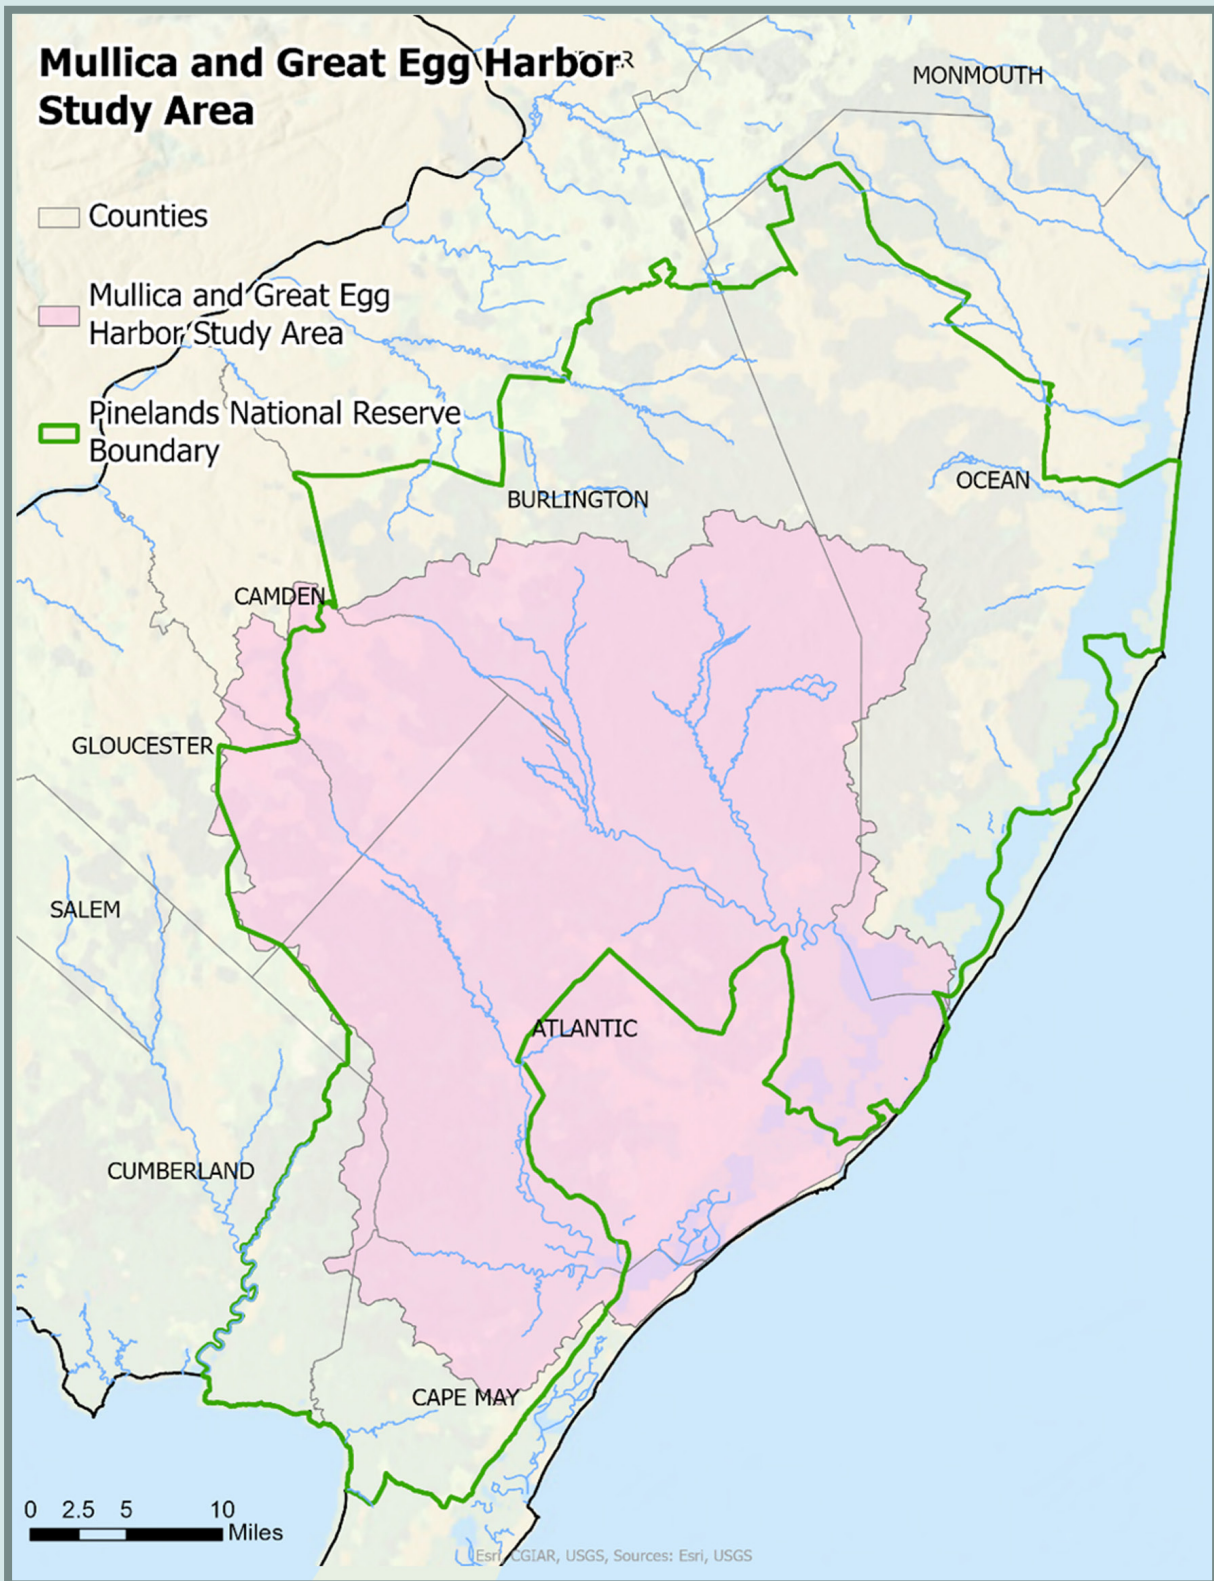 Mullica and Great Egg Harbor
Study Area
MONMOUTH
Counties
Mullica and Great Egg
Harbor Study Area
Pinelands National Reserve
Boundary
BURLINGTON
OCEAN
CAMDEN
GLOUCESTER
SALEM
ATLANTIC
CUMBERLAND
CAPE MAY
0 2.5 5 10
Miles
Esri, CGIAR, USGS, Sources: Esri, USGS